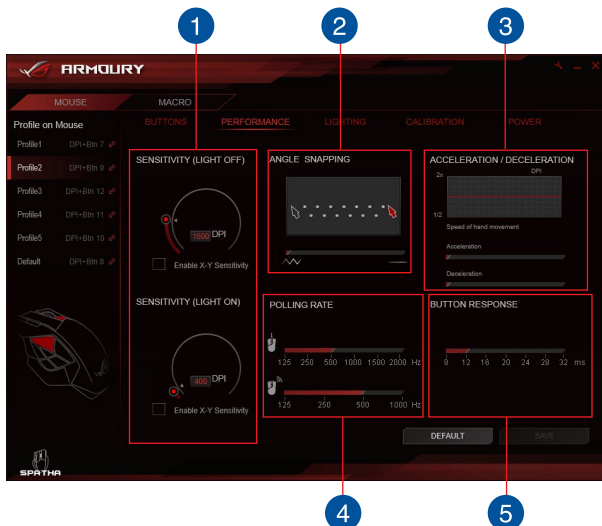 1 2 3
ARMOURY
MOUSE MACRO
Profile on Mouse
BUTTONS PERFORMANCE LIGHTING CALIBRATION POWER
Profile1 DPI+Btn 7
Profile2 DPI+Btn 9
Profile3 DPI+Btn 12
Profile4 DPI+Btn 11
Profile5 DPI+Btn 10
Default DPI+Btn 8
SENSITIVITY (LIGHT OFF)
1600 DPI
Enable X-Y Sensitivity
SENSITIVITY (LIGHT ON)
400 DPI
Enable X-Y Sensitivity
ANGLE SNAPPING
ACCELERATION / DECELERATION
DPI
2x
1/2
Speed of hand movement
Acceleration
Deceleration
POLLING RATE
125 250 500 1000 1500 2000 Hz
125 250 500 1000 Hz
BUTTON RESPONSE
8 12 16 20 24 28 32 ms
DEFAULT SAVE
SPATHA
4 5